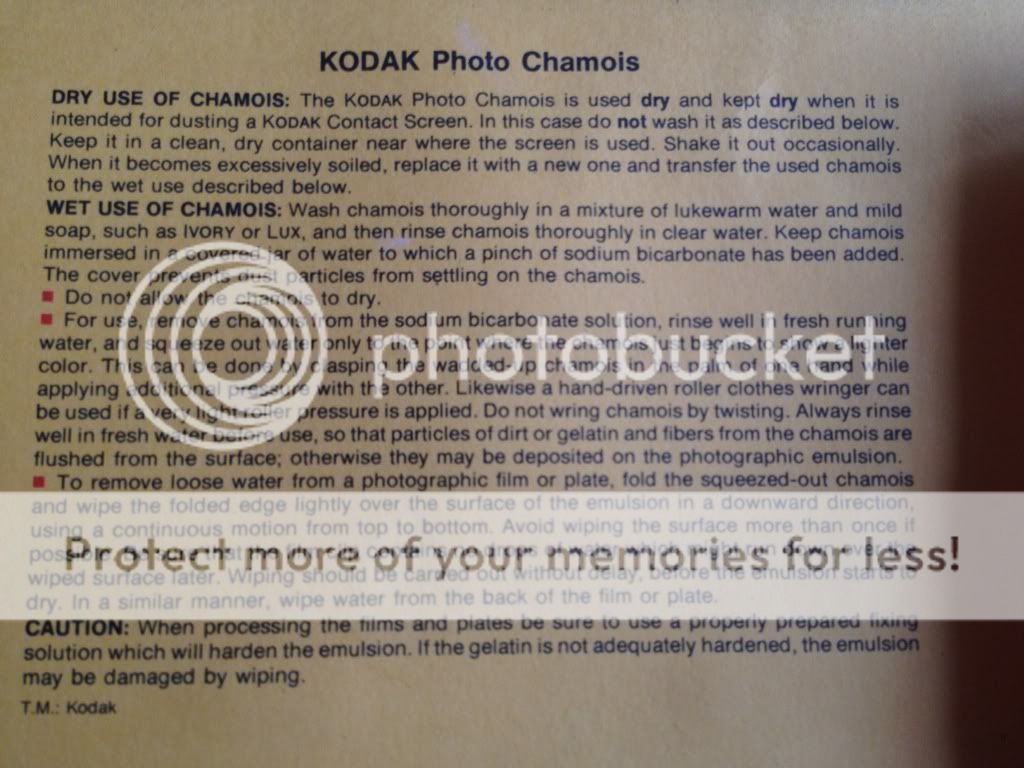 KODAK Photo Chamois
DRY USE OF CHAMOIS: The KODAK Photo Chamois is used dry and kept dry when it is
intended for dusting a KODAK Contact Screen. In this case do not wash it as described below.
Keep it in a clean, dry container near where the screen is used. Shake it out occasionally.
When it becomes excessively soiled, replace it with a new one and transfer the used chamois
to the wet use described below.
WET USE OF CHAMOIS: Wash chamois thoroughly in a mixture of lukewarm water and mild
soap, such as IVORY or LUX, and then rinse chamois thoroughly in clear water. Keep chamois
immersed in a covered jar of water to which a pinch of sodium bicarbonate has been added.
The cover prevents dust particles from settling on the chamois.
Do not allow the chamois to dry.
For use, remove chamois from the sodium bicarbonate solution, rinse well in fresh running
water, and squeeze out water only to the point where the chamois just begins to show a lighter
color. This can be done by clasping the wadded-up chamois in the palm of one hand while
applying additional pressure with the other. Likewise a hand-driven roller clothes wringer can
be used if a very light roller pressure is applied. Do not wring chamois by twisting. Always rinse
well in fresh water before use, so that particles of dirt or gelatin and fibers from the chamois are
flushed from the surface; otherwise they may be deposited on the photographic emulsion.
To remove loose water from a photographic film or plate, fold the squeezed-out chamois
and wipe the folded edge lightly over the surface of the emulsion in a downward direction,
using a continuous motion from top to bottom. Avoid wiping the surface more than once if
wiped surface later. Wiping should be carried out without delay, before the emulsion starts to
dry. In a similar manner, wipe water from the back of the film or plate.
CAUTION: When processing the films and plates be sure to use a properly prepared fixing
solution which will harden the emulsion. If the gelatin is not adequately hardened, the emulsion
may be damaged by wiping.
T.M.: Kodak
photobucket
Protect more of your memories for less!